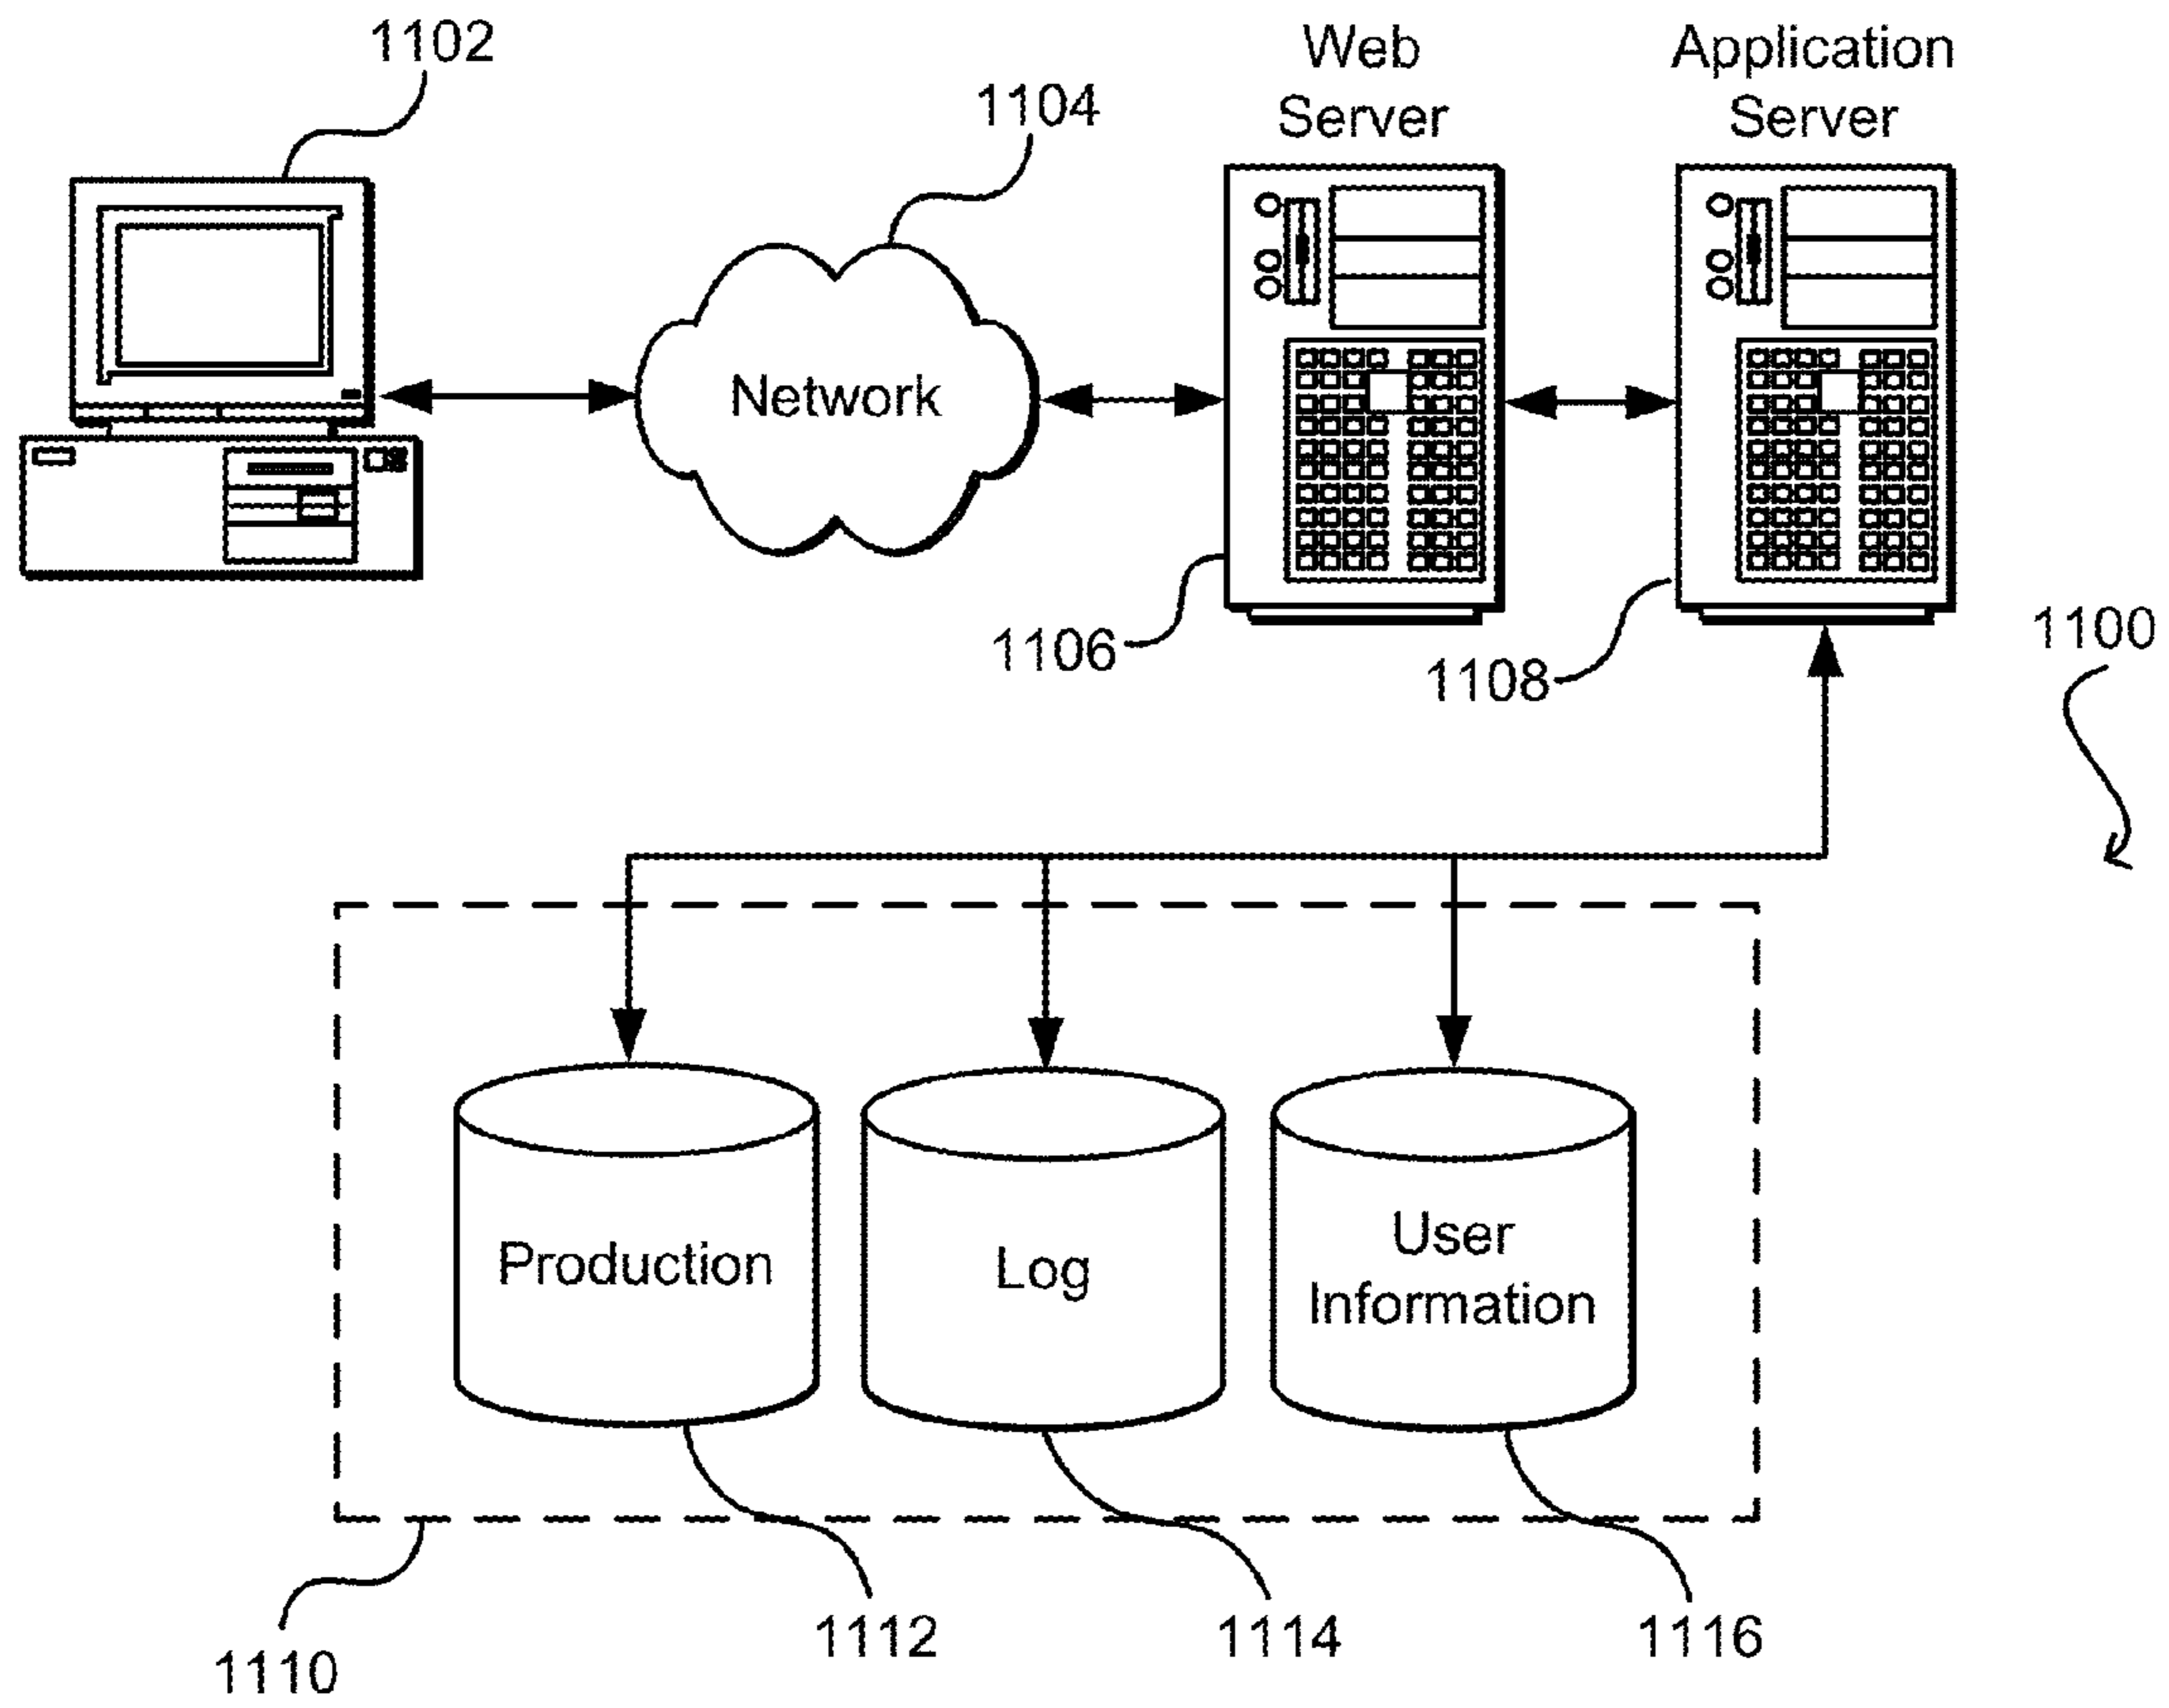 1102
1104
Web
Server
Application
Server
Network
1106
1108
1100
Production
Log
User
Information
1110
1112
1114
1116